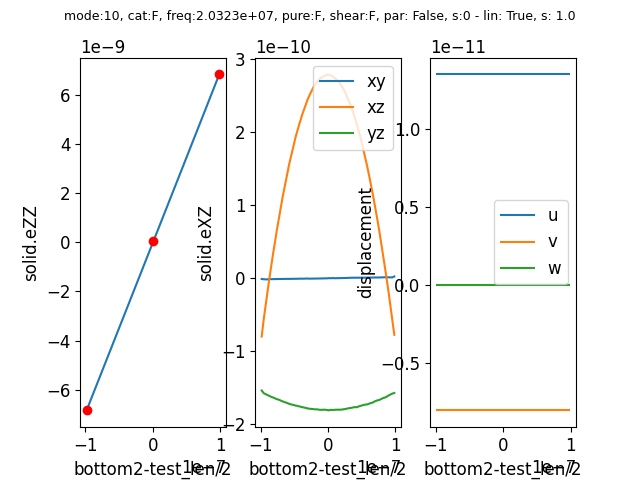 mode:10, cat:F, freq:2.0323e+07, pure:F, shear:F, par: False, s:0 - lin: True, s: 1.0
1e−9
6
4
2
0
−2
−4
−6
solid.eZZ
−1
0
1
1e−7
bottom2-test_len/2
1e−10
3
2
1
0
−1
−2
solid.eXZ
xy
xz
yz
−1
0
1
1e−7
bottom2-test_len/2
1e−11
1.0
0.5
0.0
−0.5
displacement
u
v
w
−1
0
1
1e−7
bottom2-test_len/2